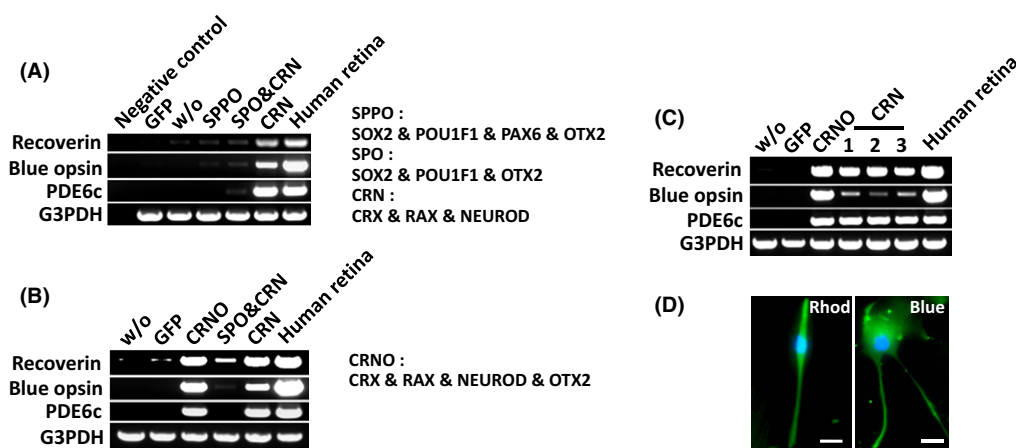 (A)
Negative control
GFP
w/o
SPPO
SPO&CRN
CRN
Human retina
Recoverin
Blue opsin
PDE6c
G3PDH
SPPO :
SOX2 & POU1F1 & PAX6 & OTX2
SPO :
SOX2 & POU1F1 & OTX2
CRN :
CRX & RAX & NEUROD
(B)
w/o
GFP
CRNO
SPO&CRN
CRN
Human retina
Recoverin
Blue opsin
PDE6c
G3PDH
CRNO :
CRX & RAX & NEUROD & OTX2
(C)
w/o
GFP
CRNO
CRN
1 2 3
Human retina
Recoverin
Blue opsin
PDE6c
G3PDH
(D)
Rhod
Blue